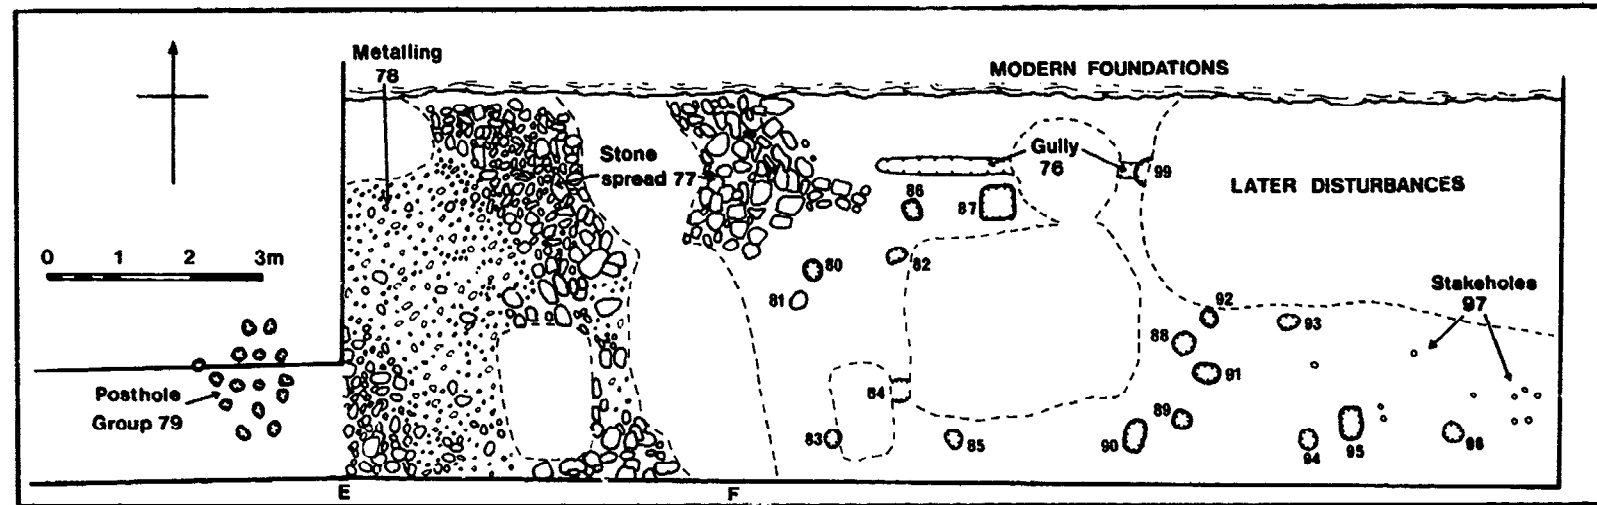 Metalling
78
MODERN FOUNDATIONS
Stone
spread 77
Gully
76
99
LATER DISTURBANCES
86
87
0 1 2 3m
80
82
81
Stakeholes
97
92
93
88
91
Posthole
Group 79
84
89
83
85
90
94
95
96
E
F